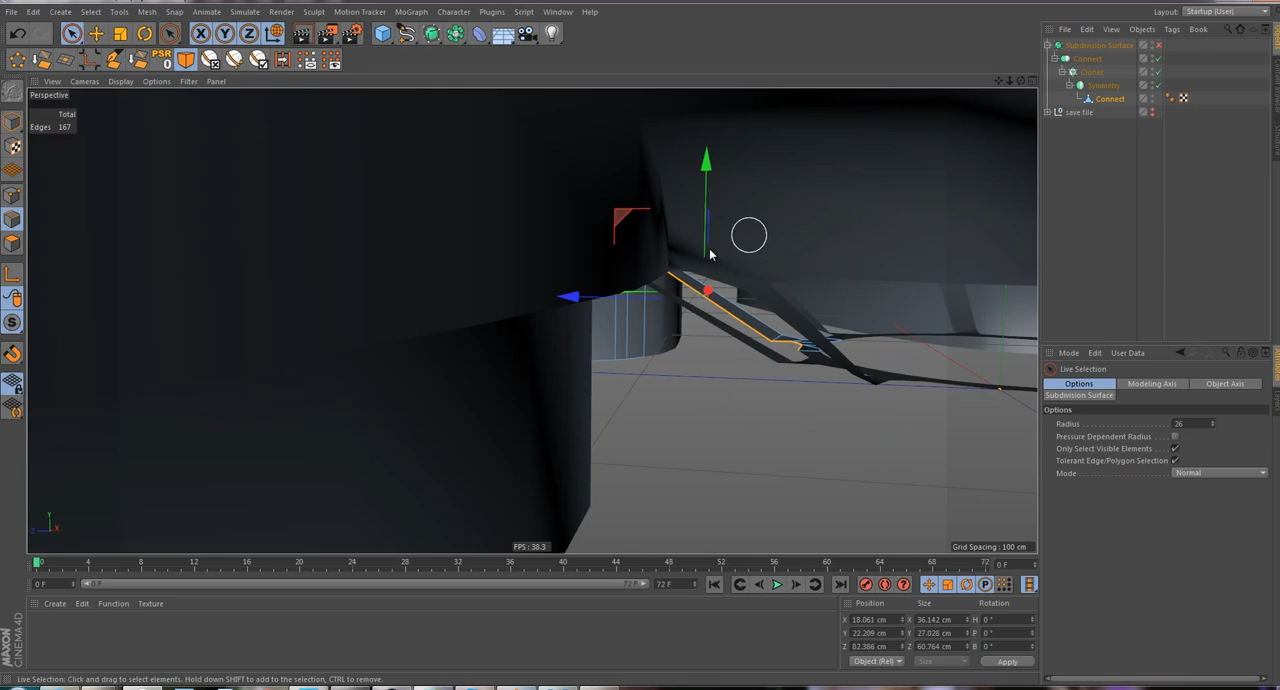 File Edit Create Select Tools Mesh Snap Animate Simulate Render Sculpt Motion Tracker MoGraph Character Plugins Script Window Help
Layout: Startup (User)
X Y Z
PSR
0
File Edit View Objects Tags Book
View Cameras Display Options Filter Panel
Perspective
Total
Edges 167
Subdivision Surface
Connect
Cloner
Symmetry
Connect
save file
Mode Edit User Data
Live Selection
Options Modeling Axis Object Axis
Subdivision Surface
Options
Radius 26
Pressure Dependent Radius
Only Select Visible Elements
Tolerant Edge/Polygon Selection
Mode Normal
Y
Z X
FPS : 38.3
Grid Spacing : 100 cm
0 4 8 12 16 20 24 28 32 36 40 44 48 52 56 60 64 68 72
0 F
0 F 0 F 72 F 72 F
Create Edit Function Texture
Position Size Rotation
X 18.061 cm X 36.142 cm H 0 °
Y 22.209 cm Y 27.028 cm P 0 °
Z 82.386 cm Z 60.764 cm B 0 °
Object (Rel) Size Apply
MAXON
CINEMA 4D
Live Selection: Click and drag to select elements. Hold down SHIFT to add to the selection, CTRL to remove.